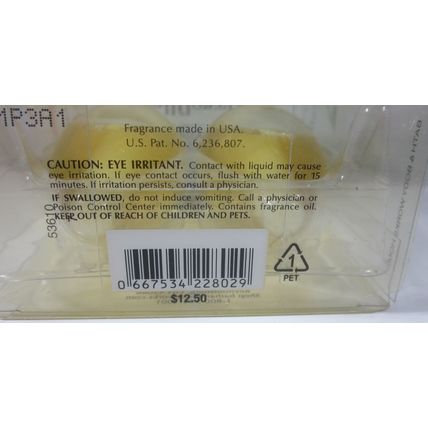 1P3A1
Fragrance made in USA.
U.S. Pat. No. 6,236,807.
CAUTION: EYE IRRITANT. Contact with liquid may cause
eye irritation. If eye contact occurs, flush with water for 15
minutes. If irritation persists, consult a physician.
IF SWALLOWED, do not induce vomiting. Call a physician or
Poison Control Center immediately. Contains fragrance oil.
KEEP OUT OF REACH OF CHILDREN AND PETS.
53610
0 667534 228029
$12.50
1
PET